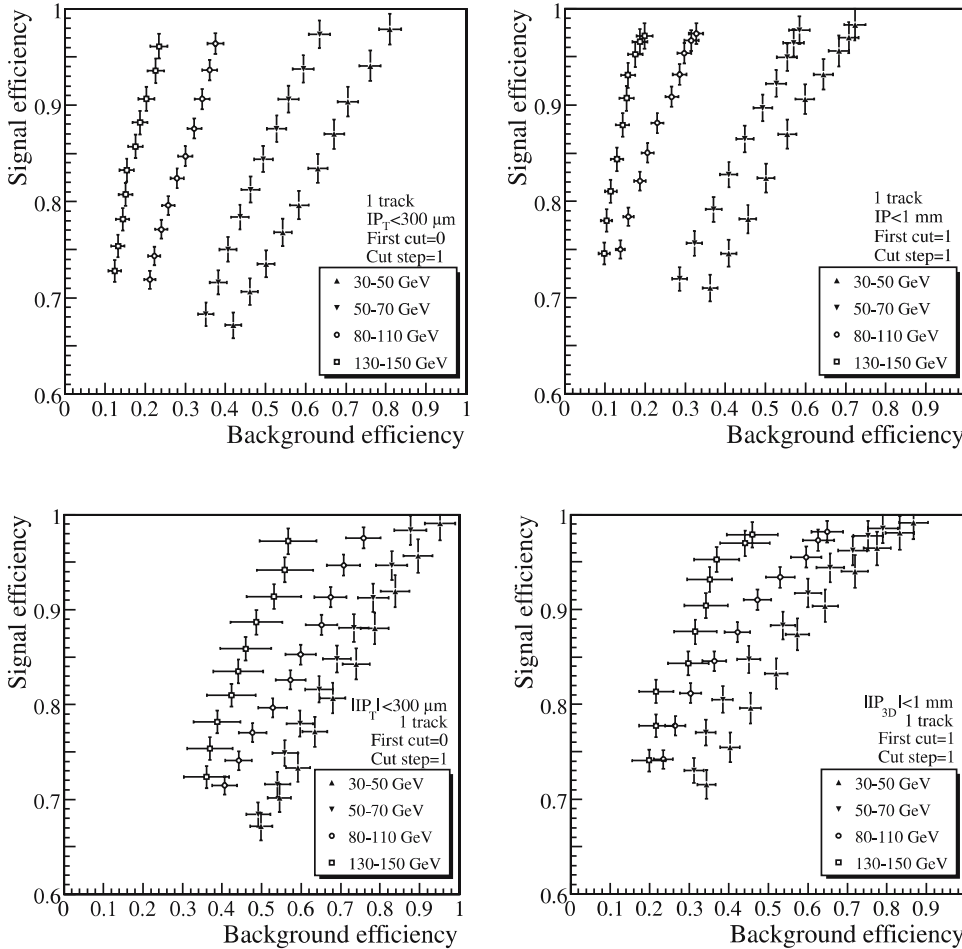 Signal efficiency
1
0.9
0.8
0.7
0.6
1 track
IP_T<300 μm
First cut=0
Cut step=1
30-50 GeV
50-70 GeV
80-110 GeV
130-150 GeV
0 0.1 0.2 0.3 0.4 0.5 0.6 0.7 0.8 0.9 1
Background efficiency
Signal efficiency
1
0.9
0.8
0.7
0.6
1 track
IP<1 mm
First cut=1
Cut step=1
30-50 GeV
50-70 GeV
80-110 GeV
130-150 GeV
0 0.1 0.2 0.3 0.4 0.5 0.6 0.7 0.8 0.9
Background efficiency
Signal efficiency
1
0.9
0.8
0.7
0.6
|IP_T|<300 μm
1 track
First cut=0
Cut step=1
30-50 GeV
50-70 GeV
80-110 GeV
130-150 GeV
0 0.1 0.2 0.3 0.4 0.5 0.6 0.7 0.8 0.9 1
Background efficiency
Signal efficiency
1
0.9
0.8
0.7
0.6
|IP_3D|<1 mm
1 track
First cut=1
Cut step=1
30-50 GeV
50-70 GeV
80-110 GeV
130-150 GeV
0 0.1 0.2 0.3 0.4 0.5 0.6 0.7 0.8 0.9
Background efficiency